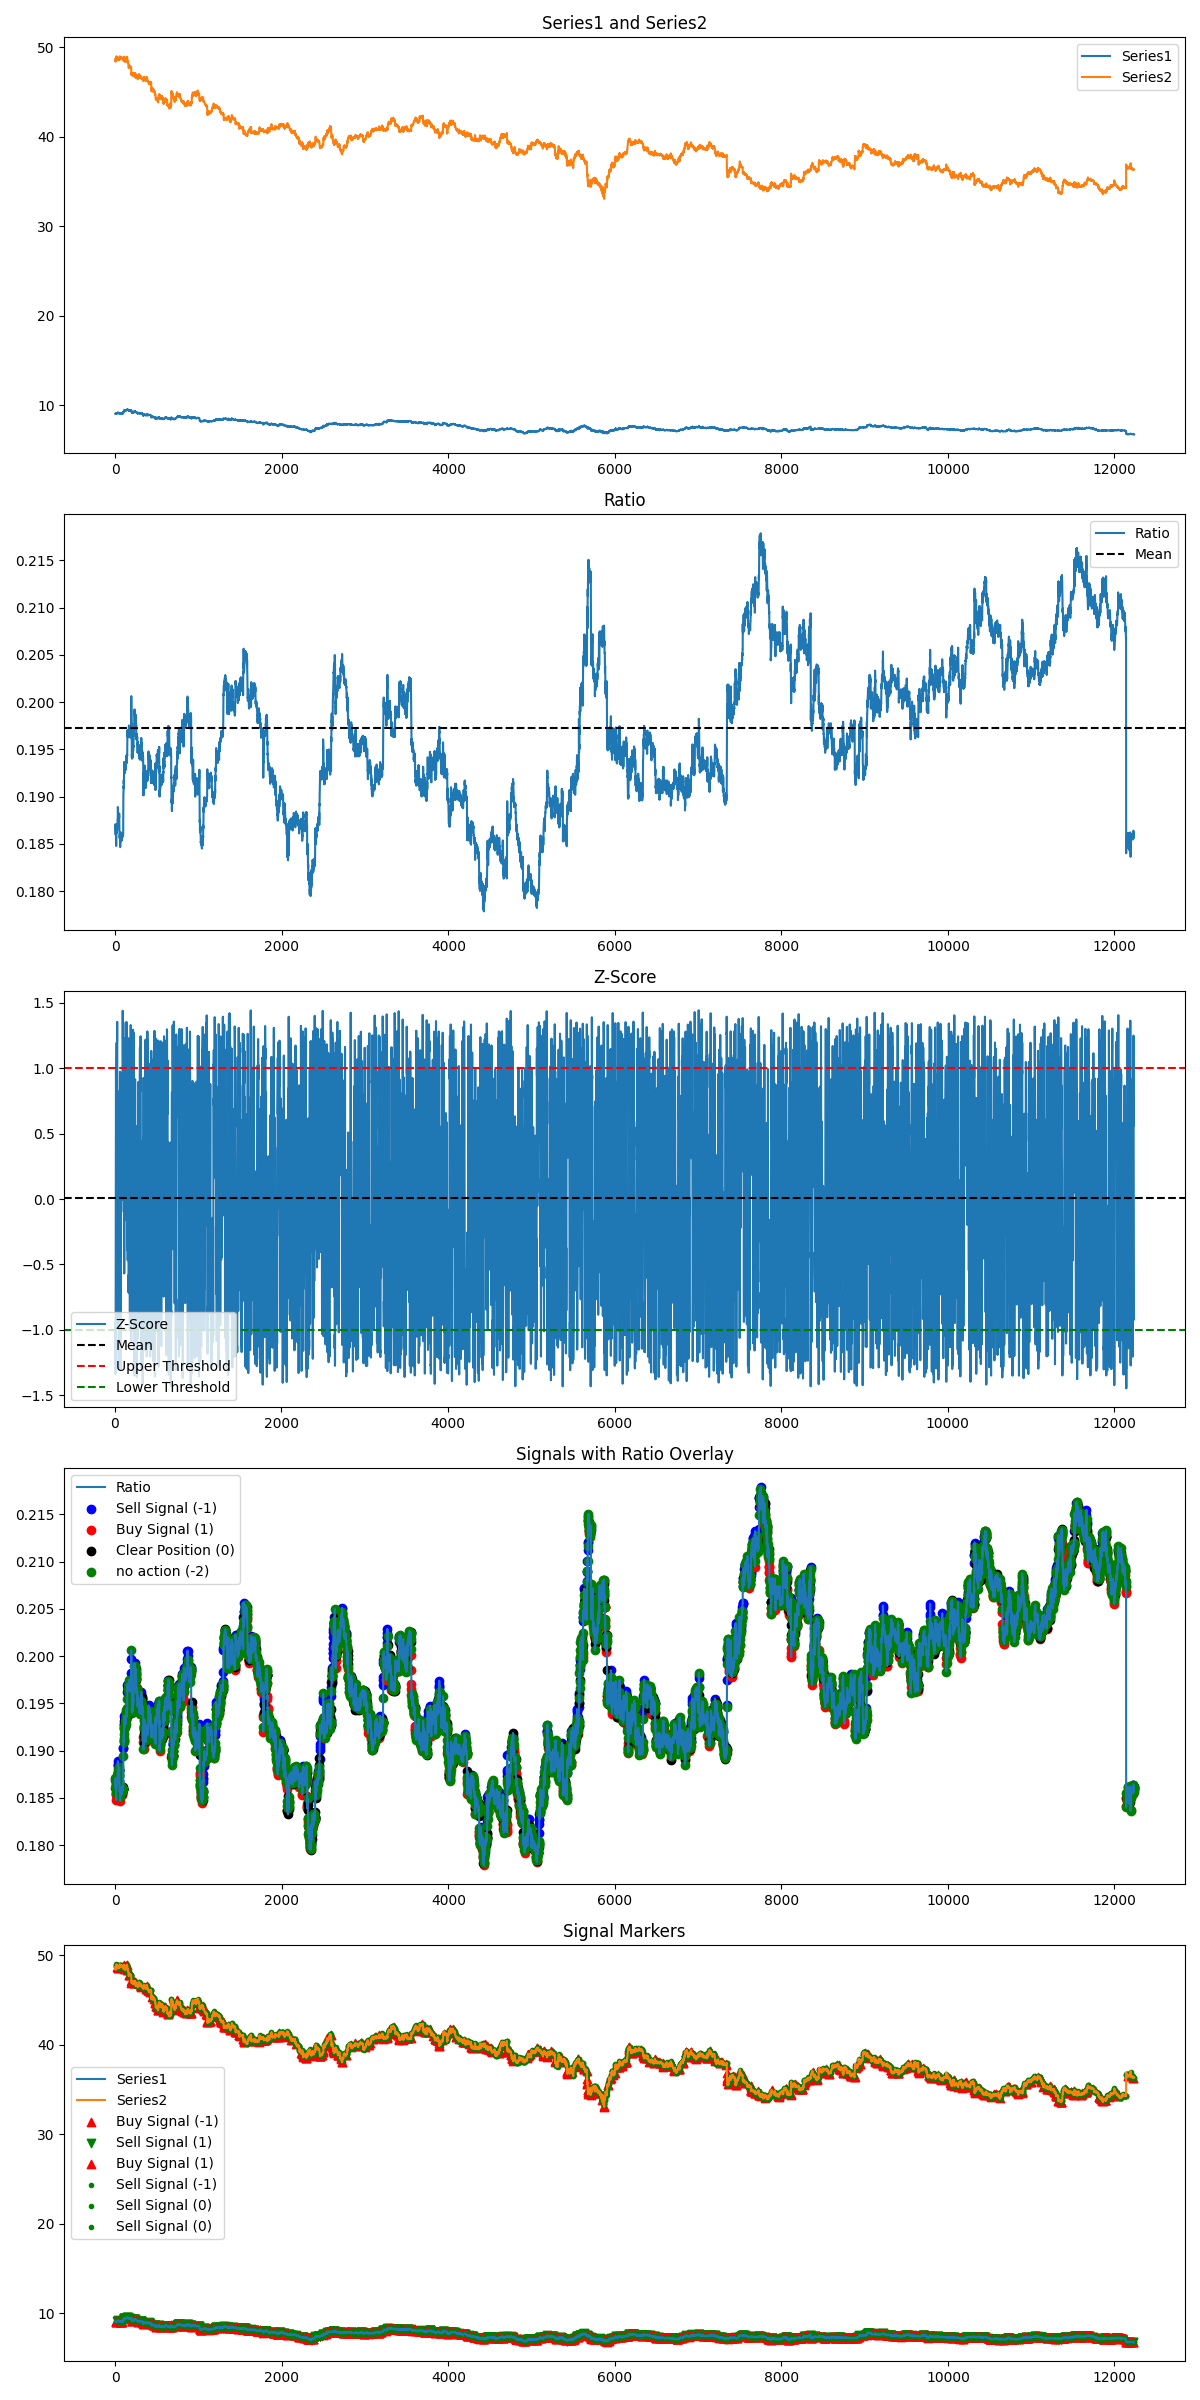 Series1 and Series2
50
40
30
20
10
Series1
Series2
0 2000 4000 6000 8000 10000 12000
Ratio
0.215
0.210
0.205
0.200
0.195
0.190
0.185
0.180
Ratio
Mean
0 2000 4000 6000 8000 10000 12000
Z-Score
1.5
1.0
0.5
0.0
−0.5
−1.0
−1.5
Z-Score
Mean
Upper Threshold
Lower Threshold
0 2000 4000 6000 8000 10000 12000
Signals with Ratio Overlay
0.215
0.210
0.205
0.200
0.195
0.190
0.185
0.180
Ratio
Sell Signal (-1)
Buy Signal (1)
Clear Position (0)
no action (-2)
0 2000 4000 6000 8000 10000 12000
Signal Markers
50
40
30
20
10
Series1
Series2
Buy Signal (-1)
Sell Signal (1)
Buy Signal (1)
Sell Signal (-1)
Sell Signal (0)
Sell Signal (0)
0 2000 4000 6000 8000 10000 12000